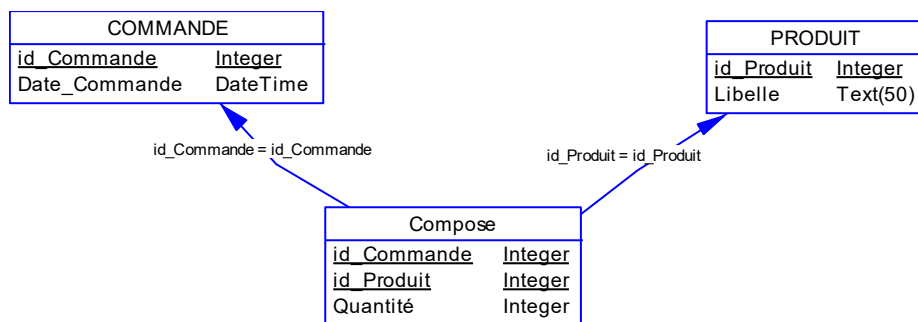 COMMANDE
id_Commande Integer
Date_Commande DateTime
PRODUIT
id_Produit Integer
Libelle Text(50)
id_Commande = id_Commande
id_Produit = id_Produit
Compose
id_Commande Integer
id_Produit Integer
Quantité Integer